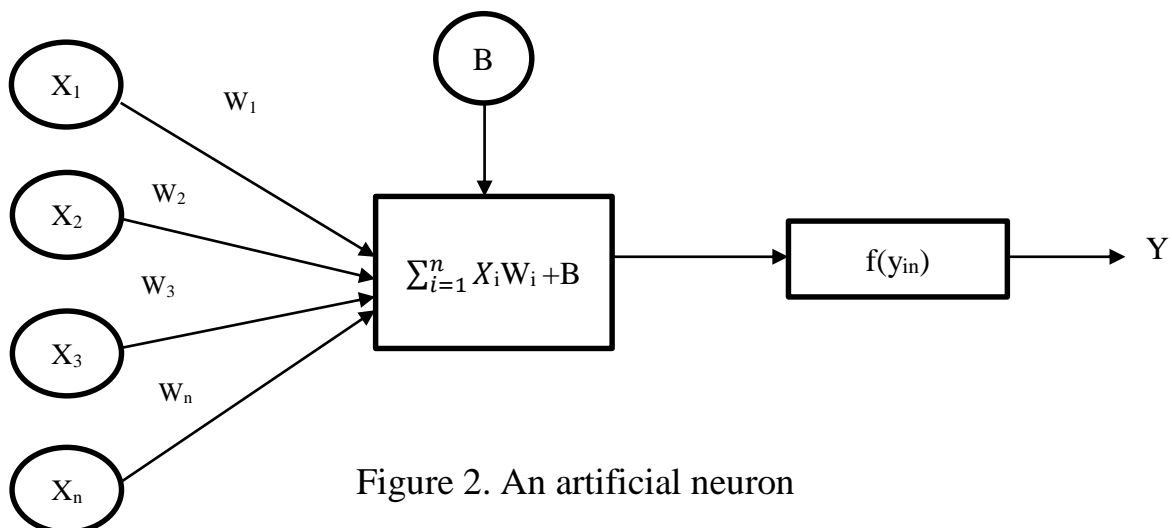 X₁
W₁
B
X₂
W₂
∑ⁿᵢ₌₁ XᵢWᵢ +B
f(yᵢₙ)
Y
W₃
X₃
Wₙ
Xₙ
Figure 2. An artificial neuron